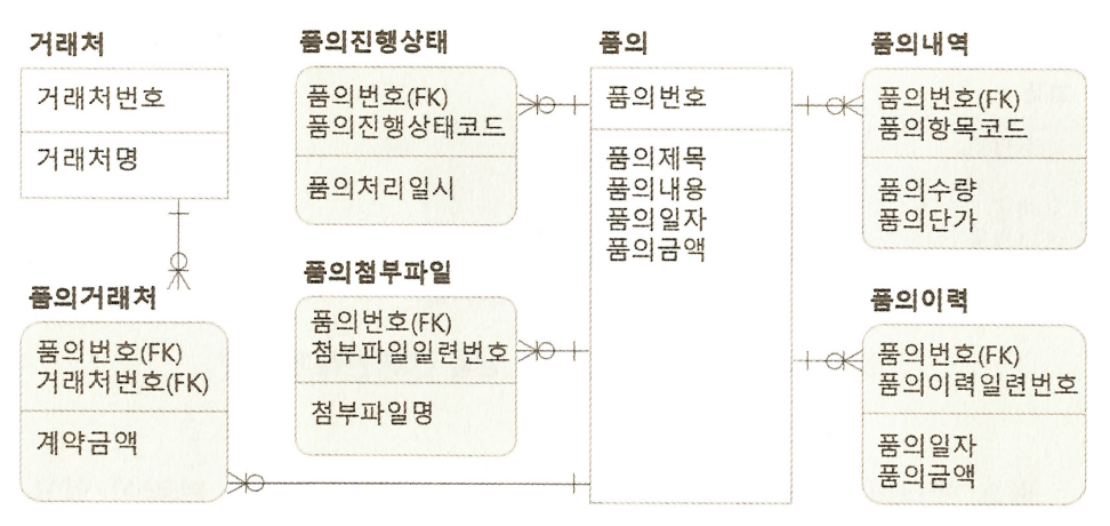 거래처
거래처번호
거래처명
품의진행상태
품의번호(FK)
품의진행상태코드
품의처리일시
품의
품의번호
품의제목
품의내용
품의일자
품의금액
품의내역
품의번호(FK)
품의항목코드
품의수량
품의단가
품의거래처
품의번호(FK)
거래처번호(FK)
계약금액
품의첨부파일
품의번호(FK)
첨부파일일련번호
첨부파일명
품의이력
품의번호(FK)
품의이력일련번호
품의일자
품의금액